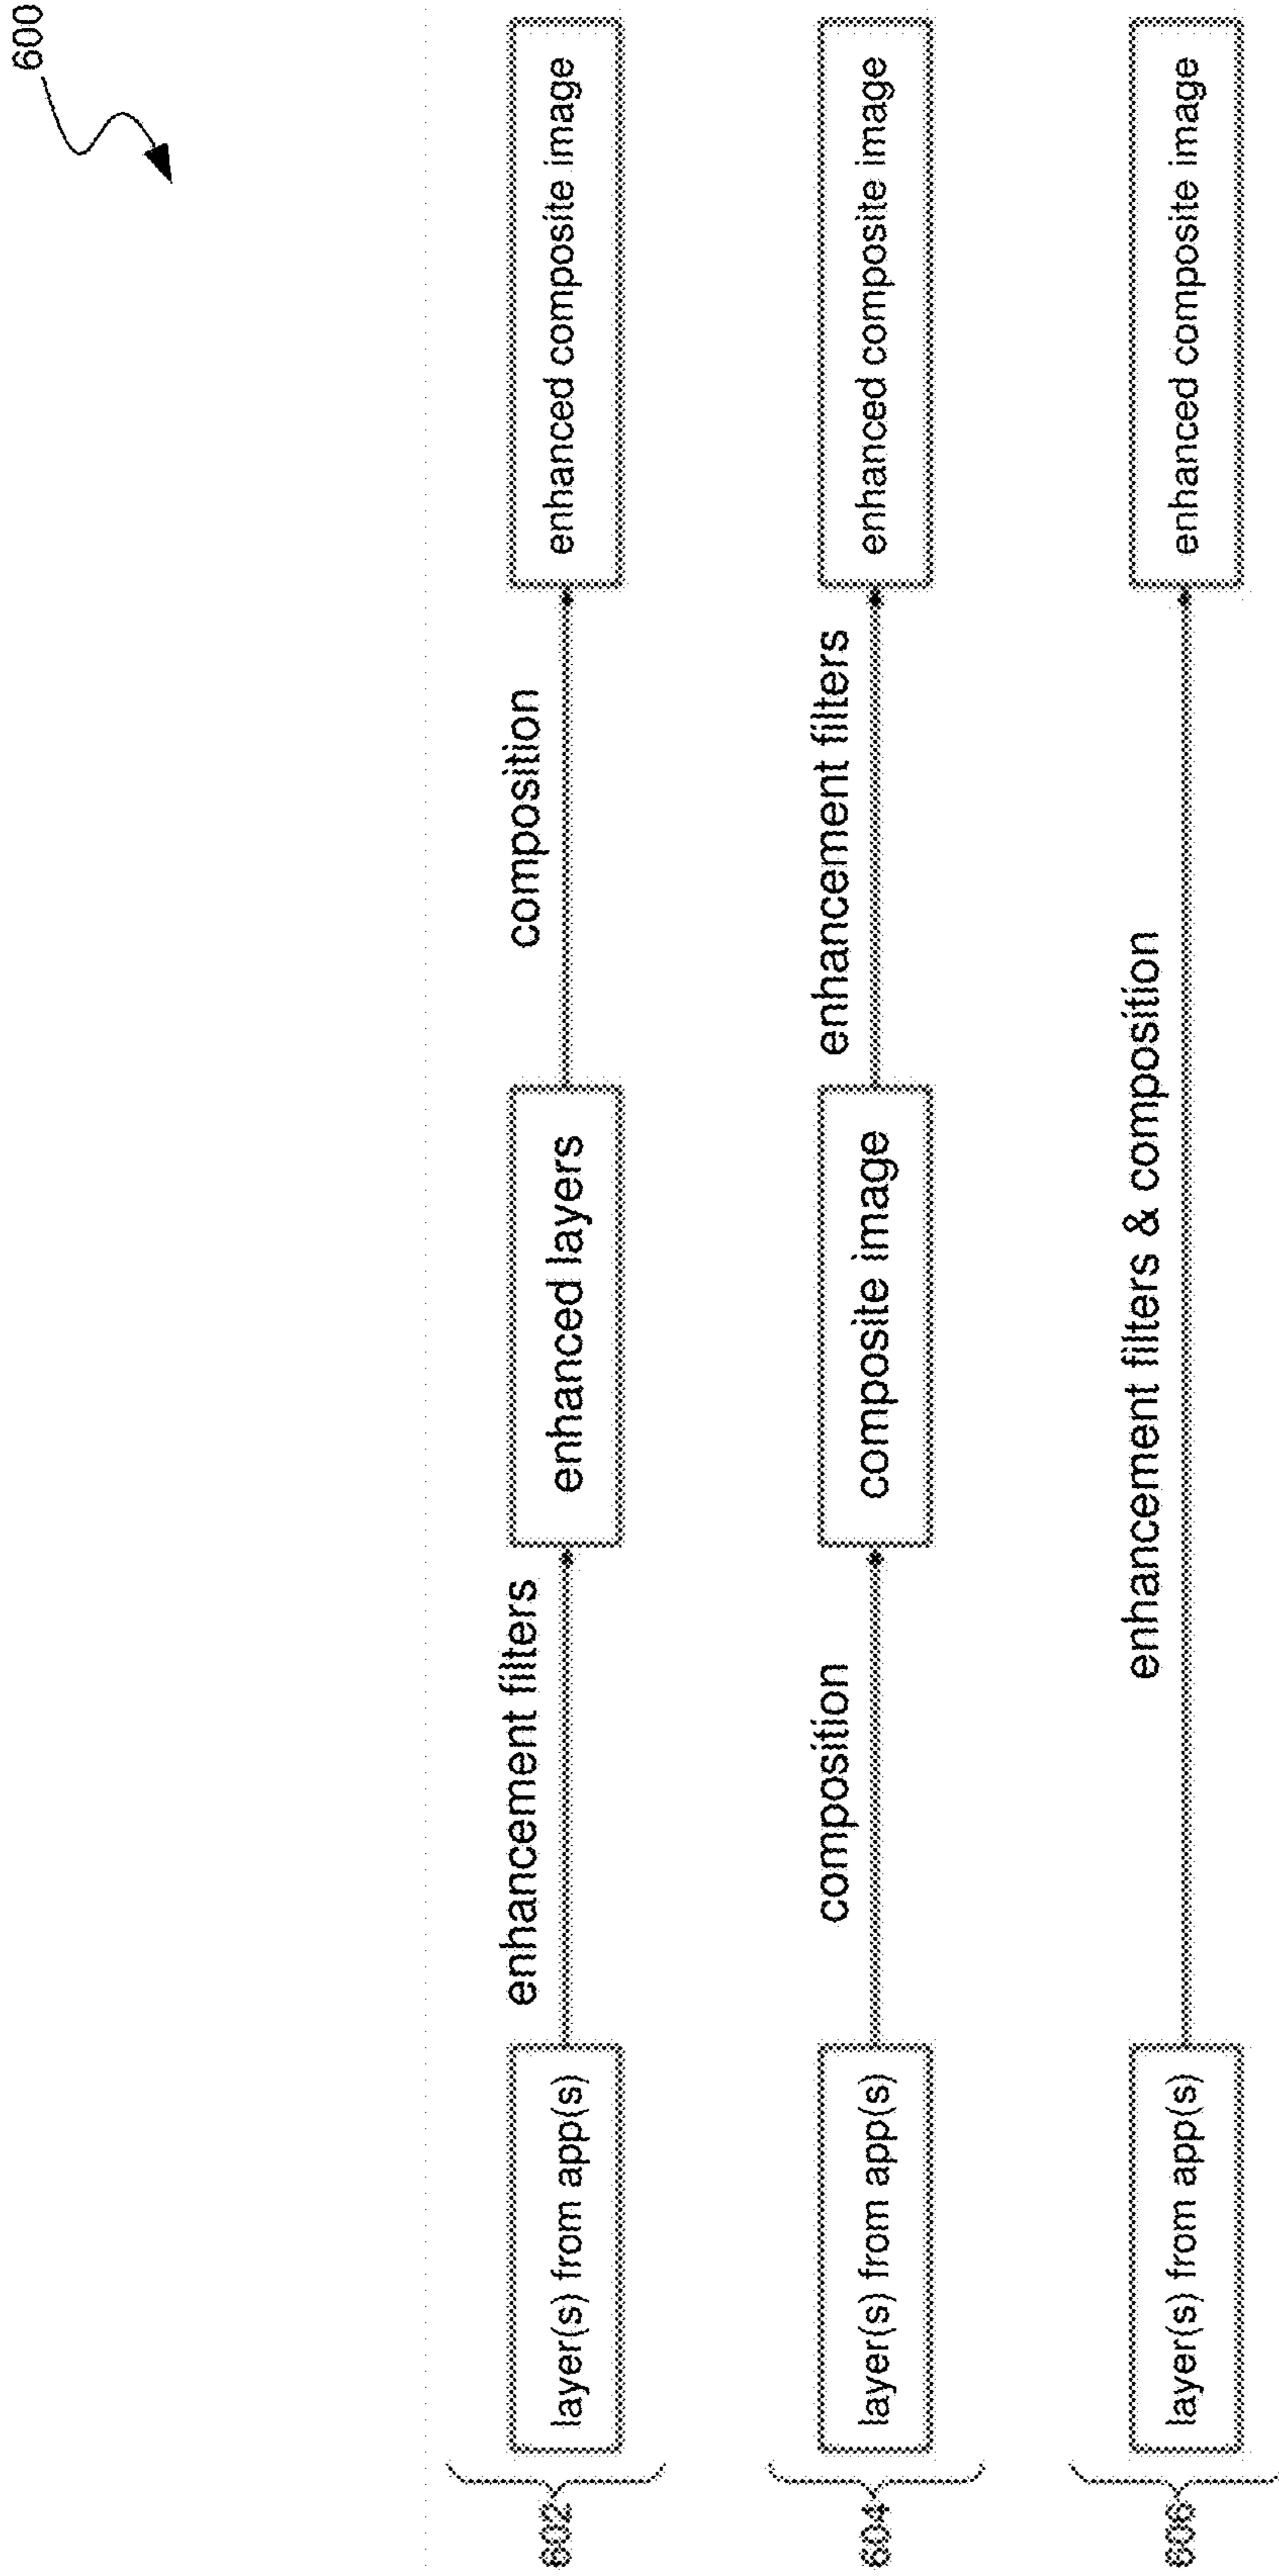 600
602
layer(s) from app(s)
enhancement filters
enhanced layers
composition
enhanced composite image
604
layer(s) from app(s)
composition
composite image
enhancement filters
enhanced composite image
606
layer(s) from app(s)
enhancement filters & composition
enhanced composite image